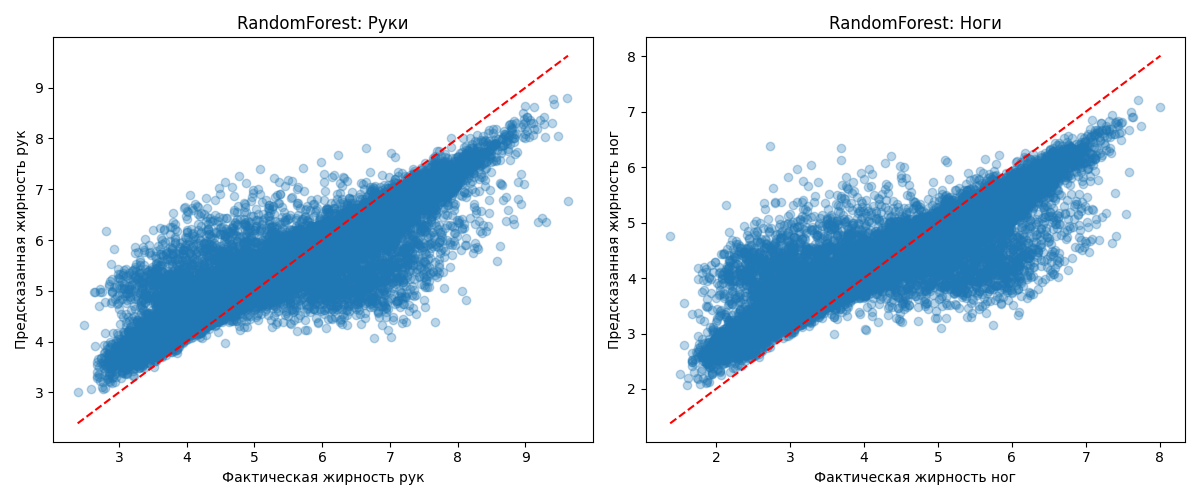 RandomForest: Руки
Предсказанная жирность рук
9
8
7
6
5
4
3
3 4 5 6 7 8 9
Фактическая жирность рук
RandomForest: Ноги
Предсказанная жирность ног
8
7
6
5
4
3
2
2 3 4 5 6 7 8
Фактическая жирность ног